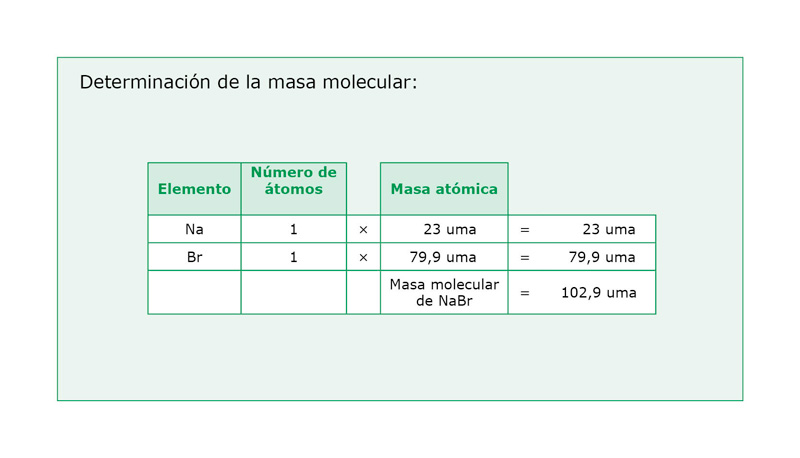 Determinación de la masa molecular:
Elemento Número de átomos Masa atómica
Na 1 × 23 uma = 23 uma
Br 1 × 79,9 uma = 79,9 uma
Masa molecular de NaBr = 102,9 uma